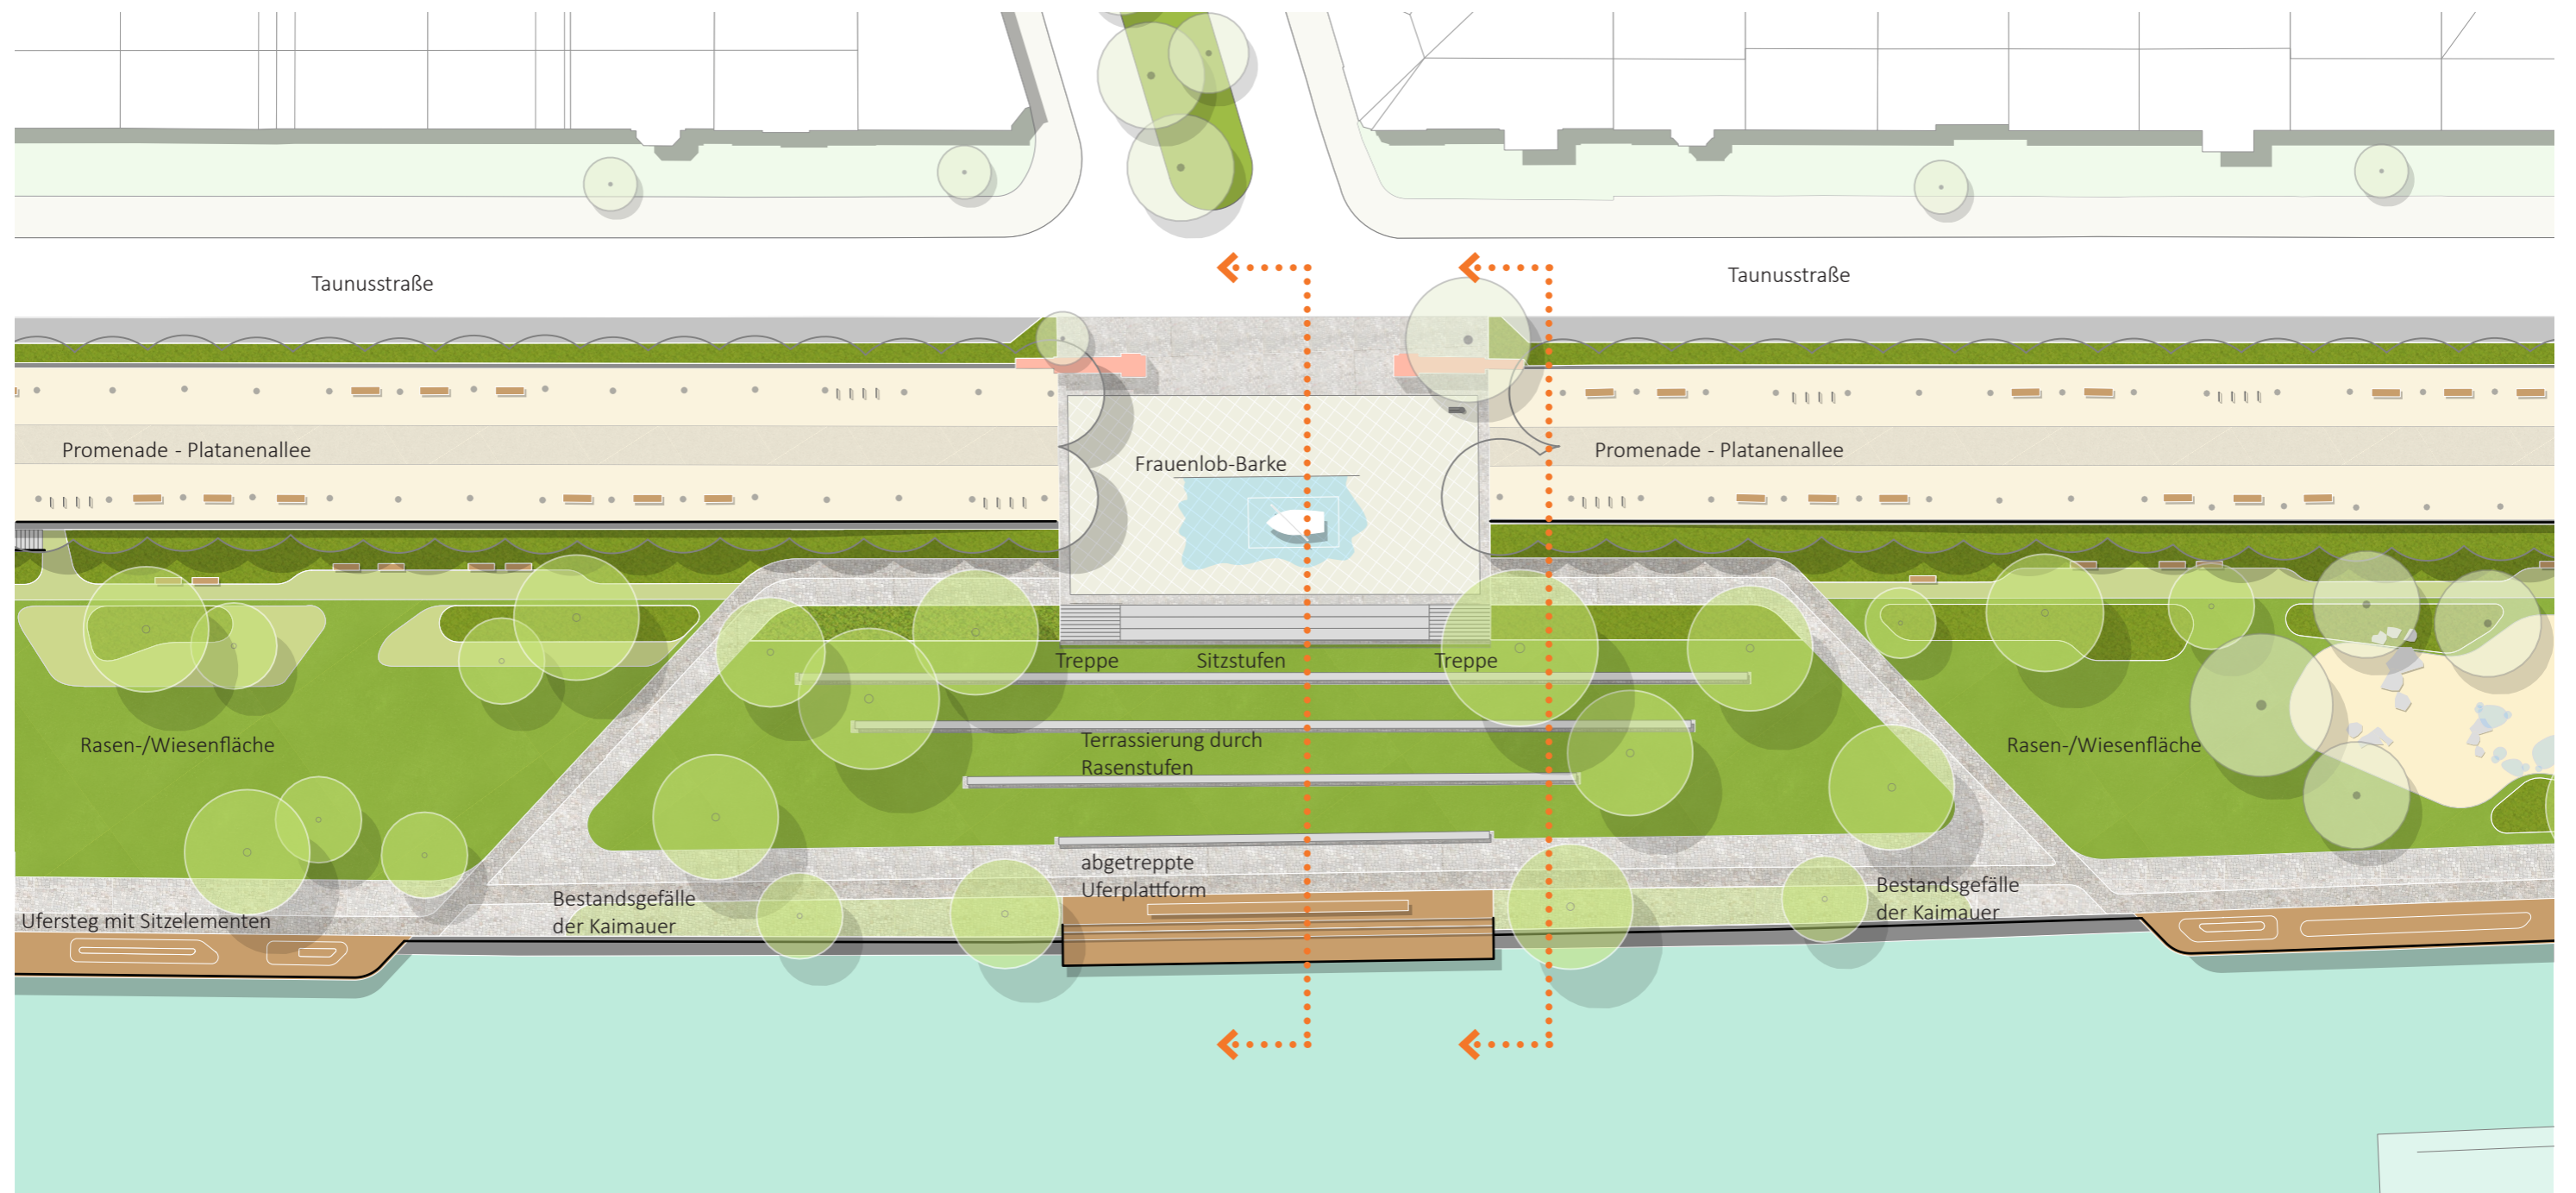 Taunusstraße
Taunusstraße
Promenade - Platanenallee
Frauenlob-Barke
Promenade - Platanenallee
Treppe
Sitzstufen
Treppe
Rasen-/Wiesenfläche
Terrassierung durch
Rasenstufen
Rasen-/Wiesenfläche
abgetreppte
Uferplattform
Bestandsgefälle
der Kaimauer
Bestandsgefälle
der Kaimauer
Ufersteg mit Sitzelementen